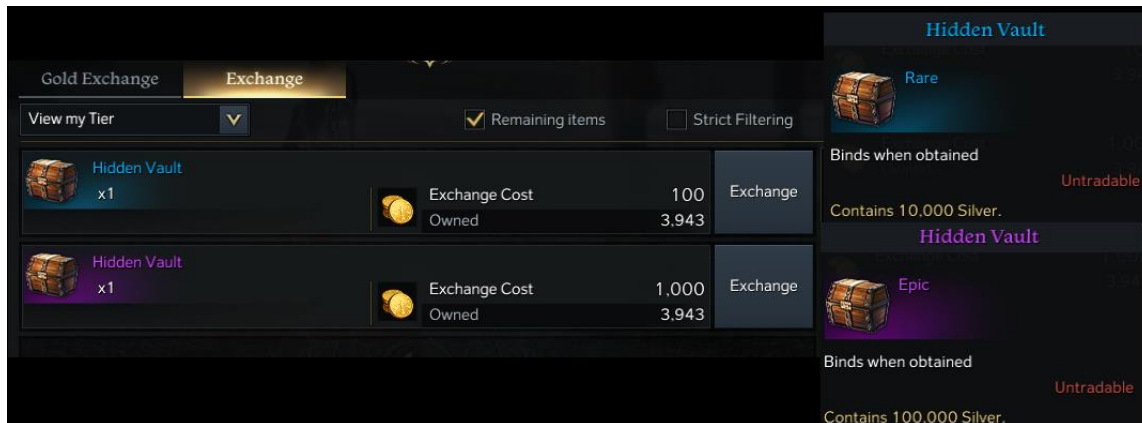 Gold Exchange Exchange
View my Tier Remaining items Strict Filtering
Hidden Vault
x1
Exchange Cost 100
Owned 3,943
Exchange
Hidden Vault
x1
Exchange Cost 1,000
Owned 3,943
Exchange
Hidden Vault
Rare
Binds when obtained
Untradable
Contains 10,000 Silver.
Hidden Vault
Epic
Binds when obtained
Untradable
Contains 100,000 Silver.